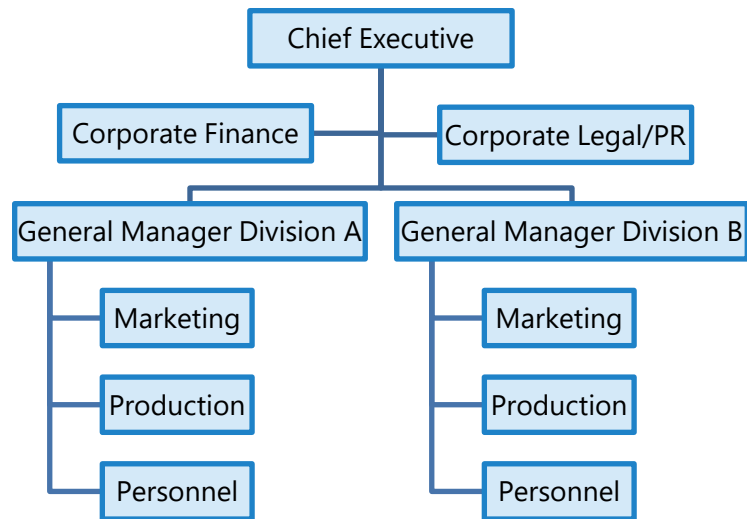 Chief Executive
Corporate Finance
Corporate Legal/PR
General Manager Division A
General Manager Division B
Marketing
Marketing
Production
Production
Personnel
Personnel